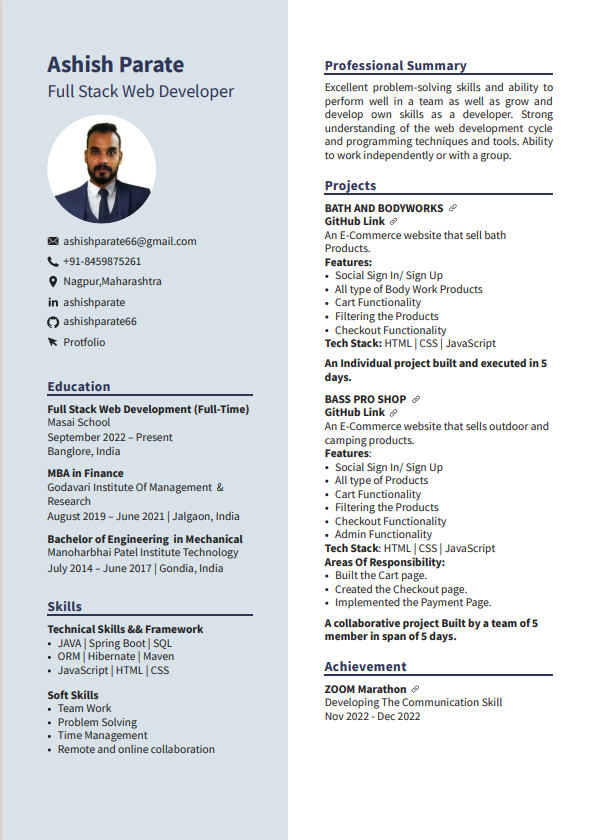 Ashish Parate
Full Stack Web Developer
ashishparate66@gmail.com
+91-8459875261
Nagpur,Maharashtra
ashishparate
ashishparate66
Protfolio
Education
Full Stack Web Development (Full-Time)
Masai School
September 2022 – Present
Banglore, India
MBA in Finance
Godavari Institute Of Management &
Research
August 2019 – June 2021 | Jalgaon, India
Bachelor of Engineering in Mechanical
Manoharbhai Patel Institute Technology
July 2014 – June 2017 | Gondia, India
Skills
Technical Skills && Framework
• JAVA | Spring Boot | SQL
• ORM | Hibernate | Maven
• JavaScript | HTML | CSS
Soft Skills
• Team Work
• Problem Solving
• Time Management
• Remote and online collaboration
Professional Summary
Excellent problem-solving skills and ability to
perform well in a team as well as grow and
develop own skills as a developer. Strong
understanding of the web development cycle
and programming techniques and tools. Ability
to work independently or with a group.
Projects
BATH AND BODYWORKS
GitHub Link
An E-Commerce website that sell bath
Products.
Features:
• Social Sign In/ Sign Up
• All type of Body Work Products
• Cart Functionality
• Filtering the Products
• Checkout Functionality
Tech Stack: HTML | CSS | JavaScript
An Individual project built and executed in 5
days.
BASS PRO SHOP
GitHub Link
An E-Commerce website that sells outdoor and
camping products.
Features:
• Social Sign In/ Sign Up
• All type of Products
• Cart Functionality
• Filtering the Products
• Checkout Functionality
• Admin Functionality
Tech Stack: HTML | CSS | JavaScript
Areas Of Responsibility:
• Built the Cart page.
• Created the Checkout page.
• Implemented the Payment Page.
A collaborative project Built by a team of 5
member in span of 5 days.
Achievement
ZOOM Marathon
Developing The Communication Skill
Nov 2022 - Dec 2022